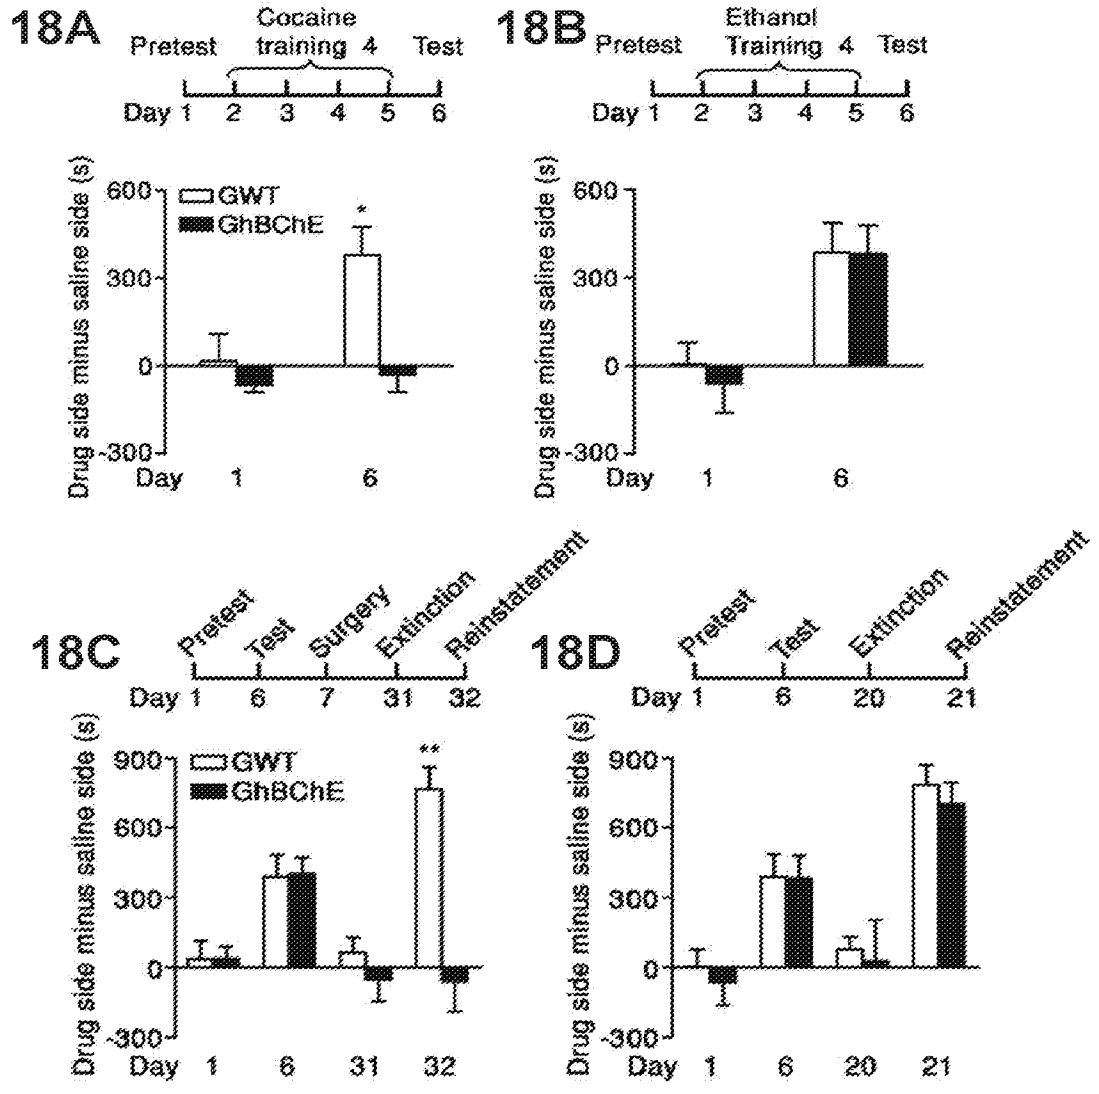 18A
Cocaine
Pretest training 4 Test
Day 1 2 3 4 5 6
Drug side minus saline side (s)
600
300
0
-300
GWT
GhBChE
*
Day 1 6
18B
Ethanol
Pretest Training 4 Test
Day 1 2 3 4 5 6
Drug side minus saline side (s)
600
300
0
-300
Day 1 6
18C
Pretest
Test
Surgery
Extinction
Reinstatement
Day 1 6 7 31 32
Drug side minus saline side (s)
900
600
300
0
-300
GWT
GhBChE
**
Day 1 6 31 32
18D
Pretest
Test
Extinction
Reinstatement
Day 1 6 20 21
Drug side minus saline side (s)
900
600
300
0
-300
Day 1 6 20 21